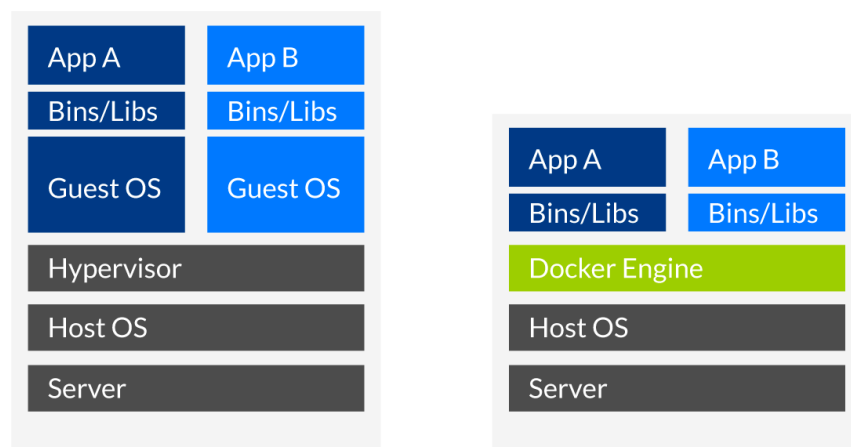 App A
App B
Bins/Libs
Bins/Libs
Guest OS
Guest OS
Hypervisor
Host OS
Server
App A
App B
Bins/Libs
Bins/Libs
Docker Engine
Host OS
Server